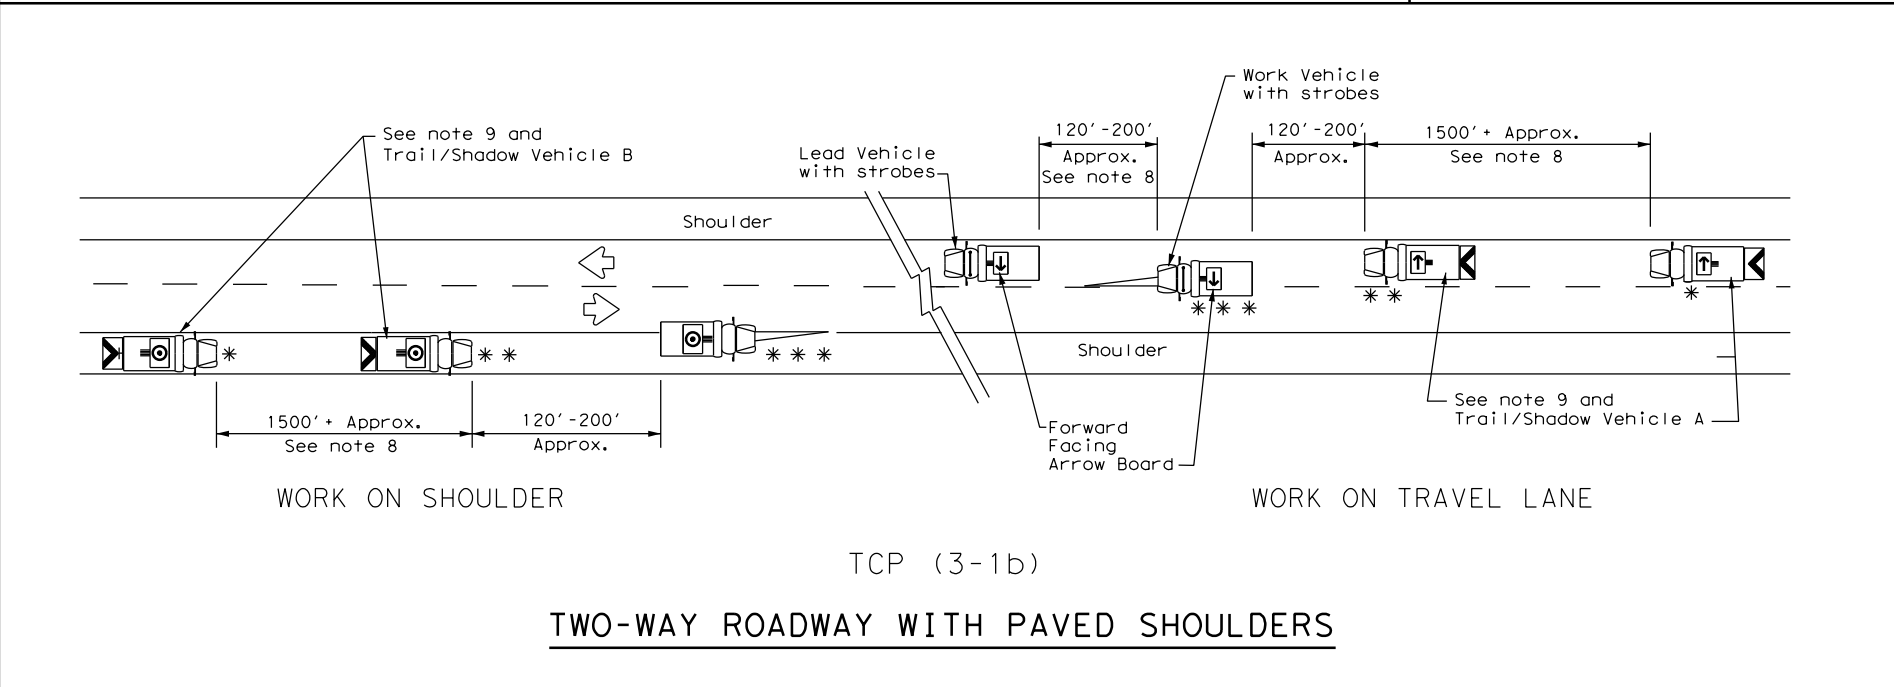 Work Vehicle
with strobes
See note 9 and
Trail/Shadow Vehicle B
Lead Vehicle
with strobes
120'-200'
Approx.
See note 8
120'-200'
Approx.
1500'+ Approx.
See note 8
Shoulder
* * *
* *
*
*
* *
* * *
Shoulder
1500'+ Approx.
See note 8
120'-200'
Approx.
Forward
Facing
Arrow Board
See note 9 and
Trail/Shadow Vehicle A
WORK ON SHOULDER
WORK ON TRAVEL LANE
TCP (3-1b)
TWO-WAY ROADWAY WITH PAVED SHOULDERS